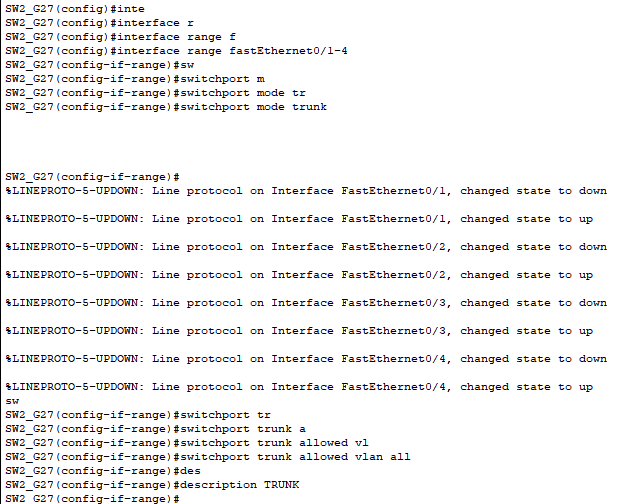 SW2_G27(config)#inte
SW2_G27(config)#interface r
SW2_G27(config)#interface range f
SW2_G27(config)#interface range fastEthernet0/1-4
SW2_G27(config-if-range)#sw
SW2_G27(config-if-range)#switchport m
SW2_G27(config-if-range)#switchport mode tr
SW2_G27(config-if-range)#switchport mode trunk
SW2_G27(config-if-range)#
%LINEPROTO-5-UPDOWN: Line protocol on Interface FastEthernet0/1, changed state to down
%LINEPROTO-5-UPDOWN: Line protocol on Interface FastEthernet0/1, changed state to up
%LINEPROTO-5-UPDOWN: Line protocol on Interface FastEthernet0/2, changed state to down
%LINEPROTO-5-UPDOWN: Line protocol on Interface FastEthernet0/2, changed state to up
%LINEPROTO-5-UPDOWN: Line protocol on Interface FastEthernet0/3, changed state to down
%LINEPROTO-5-UPDOWN: Line protocol on Interface FastEthernet0/3, changed state to up
%LINEPROTO-5-UPDOWN: Line protocol on Interface FastEthernet0/4, changed state to down
%LINEPROTO-5-UPDOWN: Line protocol on Interface FastEthernet0/4, changed state to up
sw
SW2_G27(config-if-range)#switchport tr
SW2_G27(config-if-range)#switchport trunk a
SW2_G27(config-if-range)#switchport trunk allowed vl
SW2_G27(config-if-range)#switchport trunk allowed vlan all
SW2_G27(config-if-range)#des
SW2_G27(config-if-range)#description TRUNK
SW2_G27(config-if-range)#